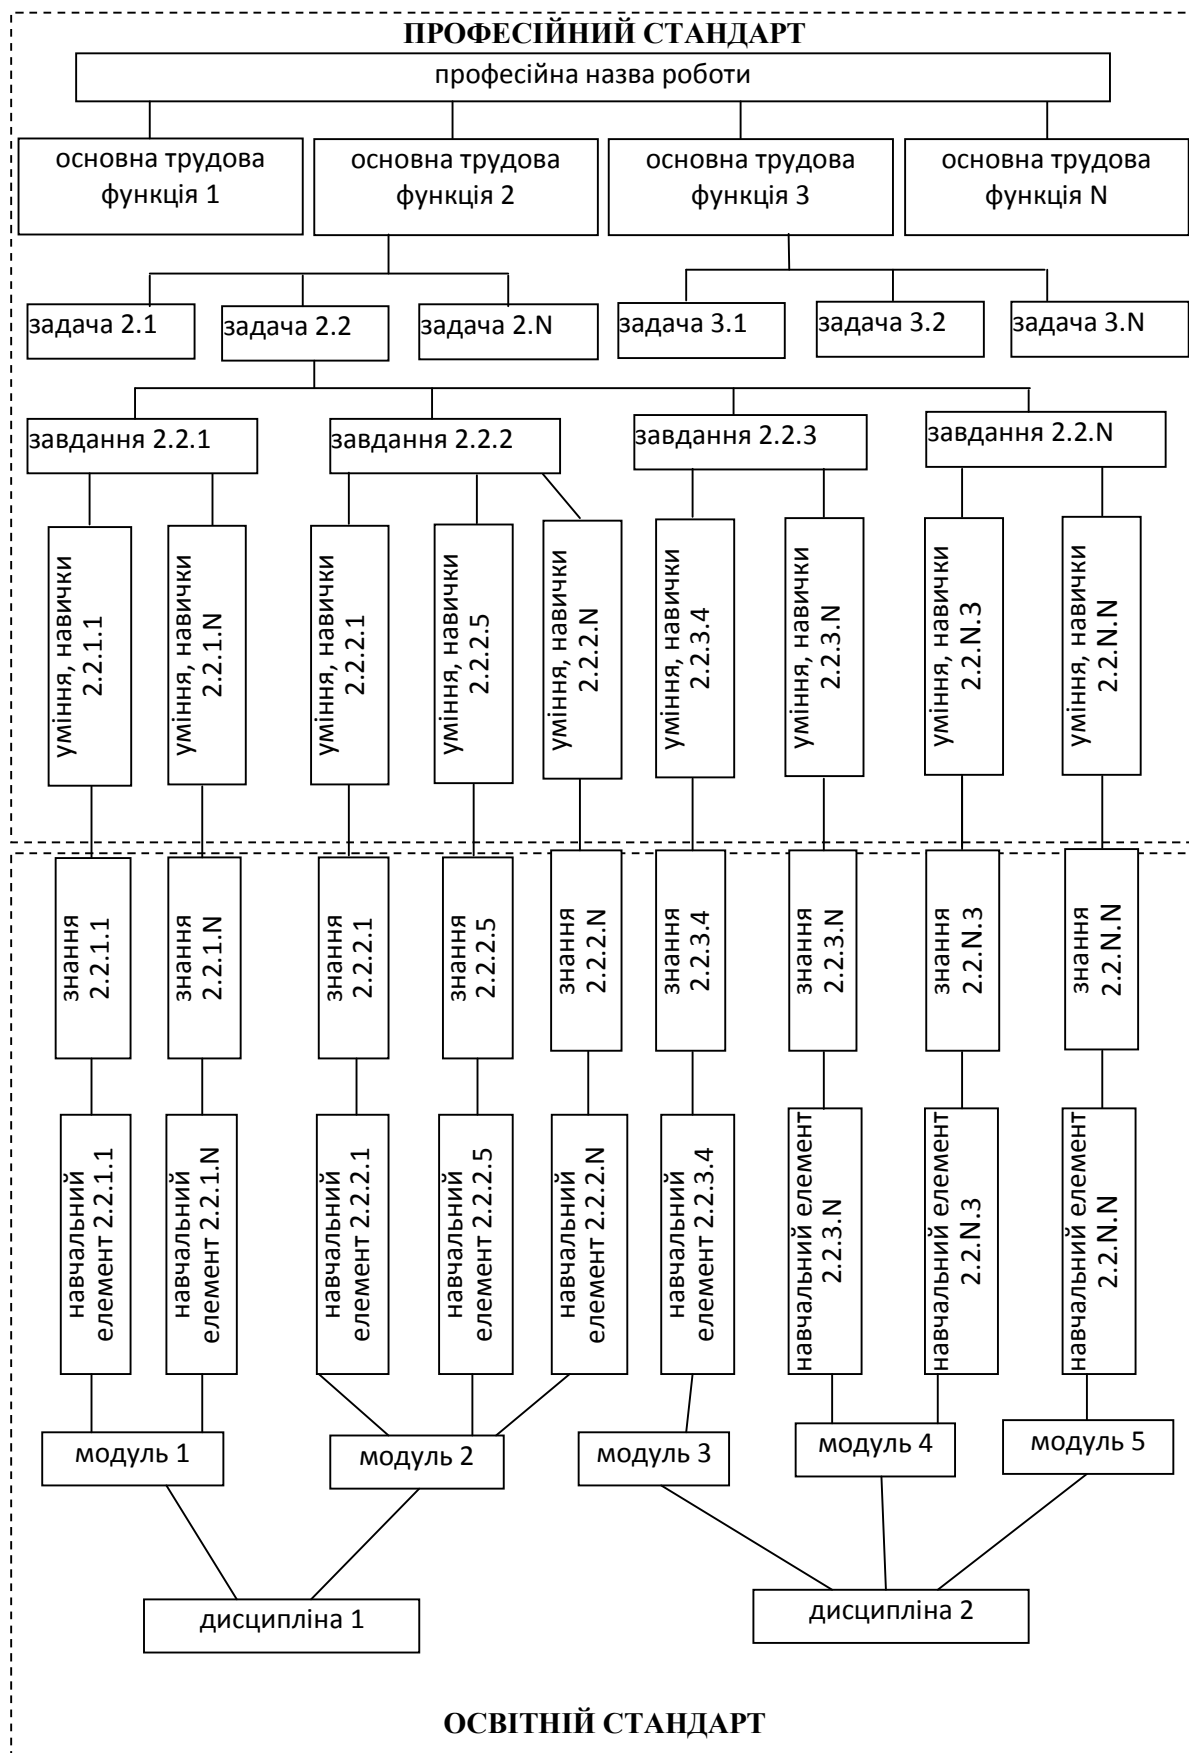 ПРОФЕСІЙНИЙ СТАНДАРТ
професійна назва роботи
основна трудова
функція 1
основна трудова
функція 2
основна трудова
функція 3
основна трудова
функція N
задача 2.1
задача 2.2
задача 2.N
задача 3.1
задача 3.2
задача 3.N
завдання 2.2.1
завдання 2.2.2
завдання 2.2.3
завдання 2.2.N
уміння, навички
2.2.1.1
уміння, навички
2.2.1.N
уміння, навички
2.2.2.1
уміння, навички
2.2.2.5
уміння, навички
2.2.2.N
уміння, навички
2.2.3.4
уміння, навички
2.2.3.N
уміння, навички
2.2.N.3
уміння, навички
2.2.N.N
знання
2.2.1.1
знання
2.2.1.N
знання
2.2.2.1
знання
2.2.2.5
знання
2.2.2.N
знання
2.2.3.4
знання
2.2.3.N
знання
2.2.N.3
знання
2.2.N.N
навчальний
елемент 2.2.1.1
навчальний
елемент 2.2.1.N
навчальний
елемент 2.2.2.1
навчальний
елемент 2.2.2.5
навчальний
елемент 2.2.2.N
навчальний
елемент 2.2.3.4
навчальний елемент
2.2.3.N
навчальний елемент
2.2.N.3
навчальний елемент
2.2.N.N
модуль 1
модуль 2
модуль 3
модуль 4
модуль 5
дисципліна 1
дисципліна 2
ОСВІТНІЙ СТАНДАРТ